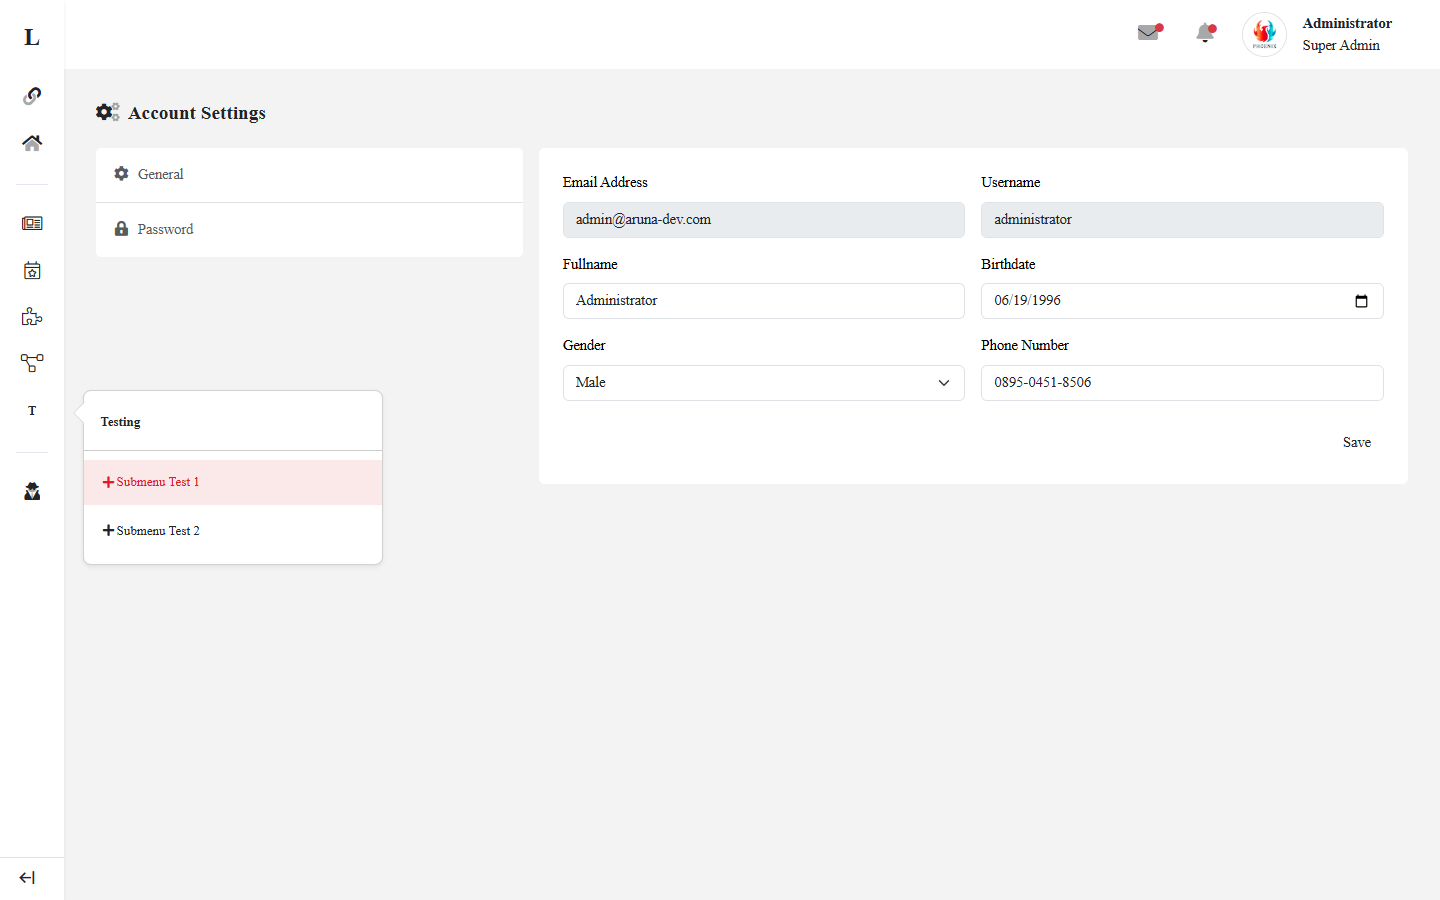 L
Administrator
Super Admin
PHOENIX
Account Settings
General
Password
Email Address
Username
admin@aruna-dev.com
administrator
Fullname
Birthdate
Administrator
06/19/1996
Gender
Phone Number
Male
0895-0451-8506
Save
T
Testing
Submenu Test 1
Submenu Test 2